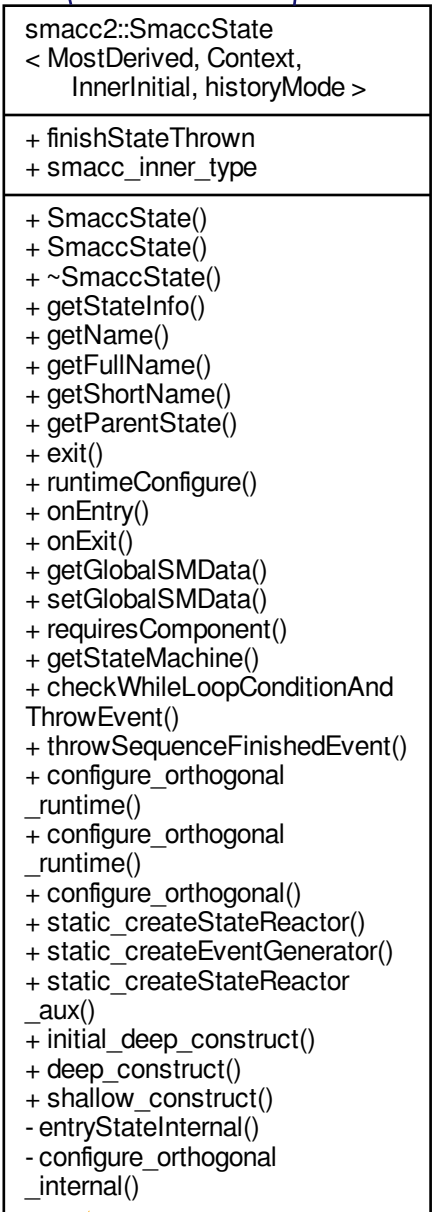 smacc2::SmaccState
< MostDerived, Context,
InnerInitial, historyMode >
+ finishStateThrown
+ smacc_inner_type
+ SmaccState()
+ SmaccState()
+ ~SmaccState()
+ getStateInfo()
+ getName()
+ getFullName()
+ getShortName()
+ getParentState()
+ exit()
+ runtimeConfigure()
+ onEntry()
+ onExit()
+ getGlobalSMData()
+ setGlobalSMData()
+ requiresComponent()
+ getStateMachine()
+ checkWhileLoopConditionAnd
ThrowEvent()
+ throwSequenceFinishedEvent()
+ configure_orthogonal
_runtime()
+ configure_orthogonal
_runtime()
+ configure_orthogonal()
+ static_createStateReactor()
+ static_createEventGenerator()
+ static_createStateReactor
_aux()
+ initial_deep_construct()
+ deep_construct()
+ shallow_construct()
- entryStateInternal()
- configure_orthogonal
_internal()